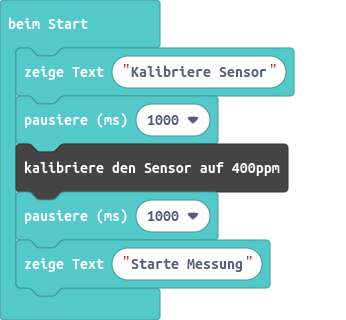 beim Start
zeige Text "Kalibriere Sensor"
pausiere (ms) 1000
kalibriere den Sensor auf 400ppm
pausiere (ms) 1000
zeige Text "Starte Messung"